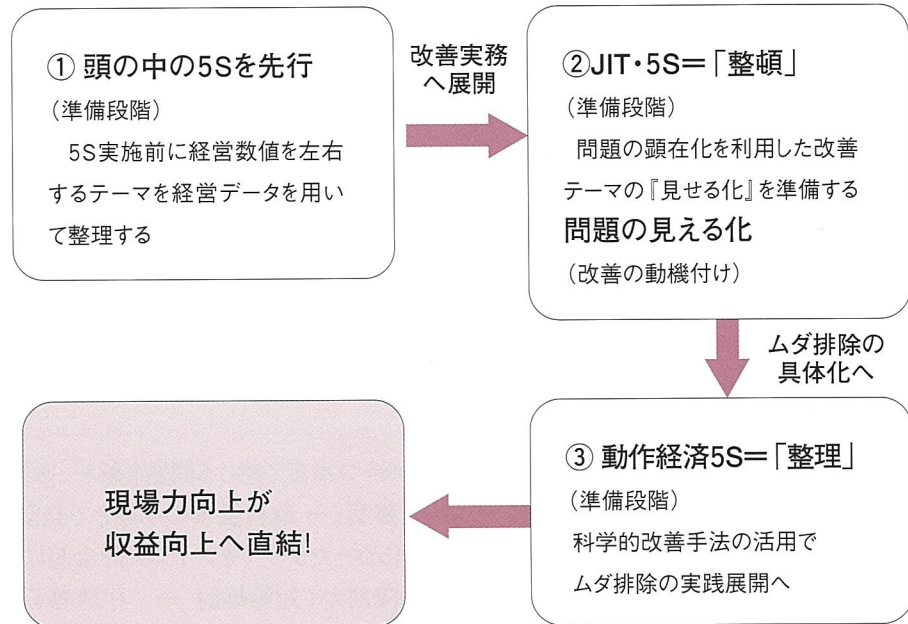 ① 頭の中の5Sを先行
(準備段階)
5S実施前に経営数値を左右
するテーマを経営データを用い
て整理する
改善実務
へ展開
②JIT・5S=「整頓」
(準備段階)
問題の顕在化を利用した改善
テーマの『見せる化』を準備する
問題の見える化
(改善の動機付け)
ムダ排除の
具体化へ
③ 動作経済5S=「整理」
(準備段階)
科学的改善手法の活用で
ムダ排除の実践展開へ
現場力向上が
収益向上へ直結!